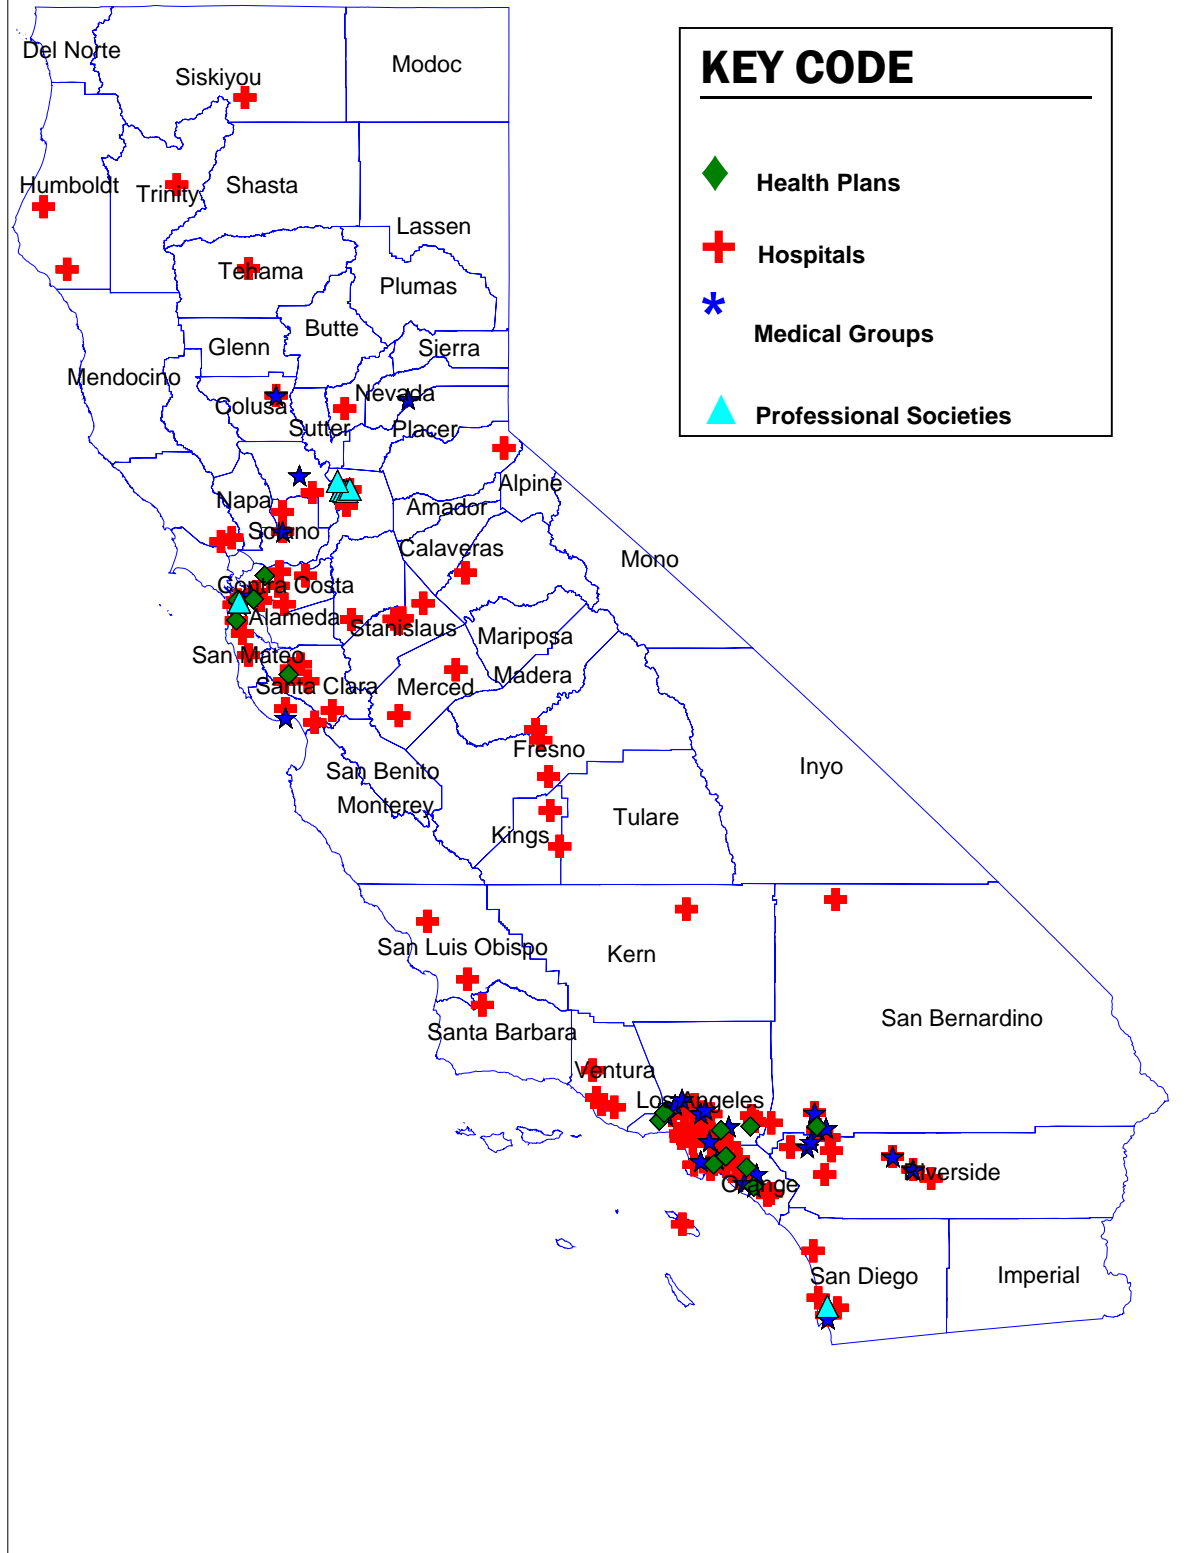 KEY CODE
Health Plans
Hospitals
*
Medical Groups
Professional Societies
Del Norte
Siskiyou
Modoc
Humboldt
Trinity
Shasta
Lassen
Tehama
Plumas
Butte
Glenn
Sierra
Mendocino
Nevada
Colusa
Sutter
Placer
Alpine
Napa
Amador
Solano
Calaveras
Mono
Contra Costa
Alameda
Stanislaus
Mariposa
San Mateo
Madera
Santa Clara
Merced
Fresno
Inyo
San Benito
Monterey
Tulare
Kings
San Luis Obispo
Kern
San Bernardino
Santa Barbara
Ventura
Los Angeles
Riverside
Orange
San Diego
Imperial